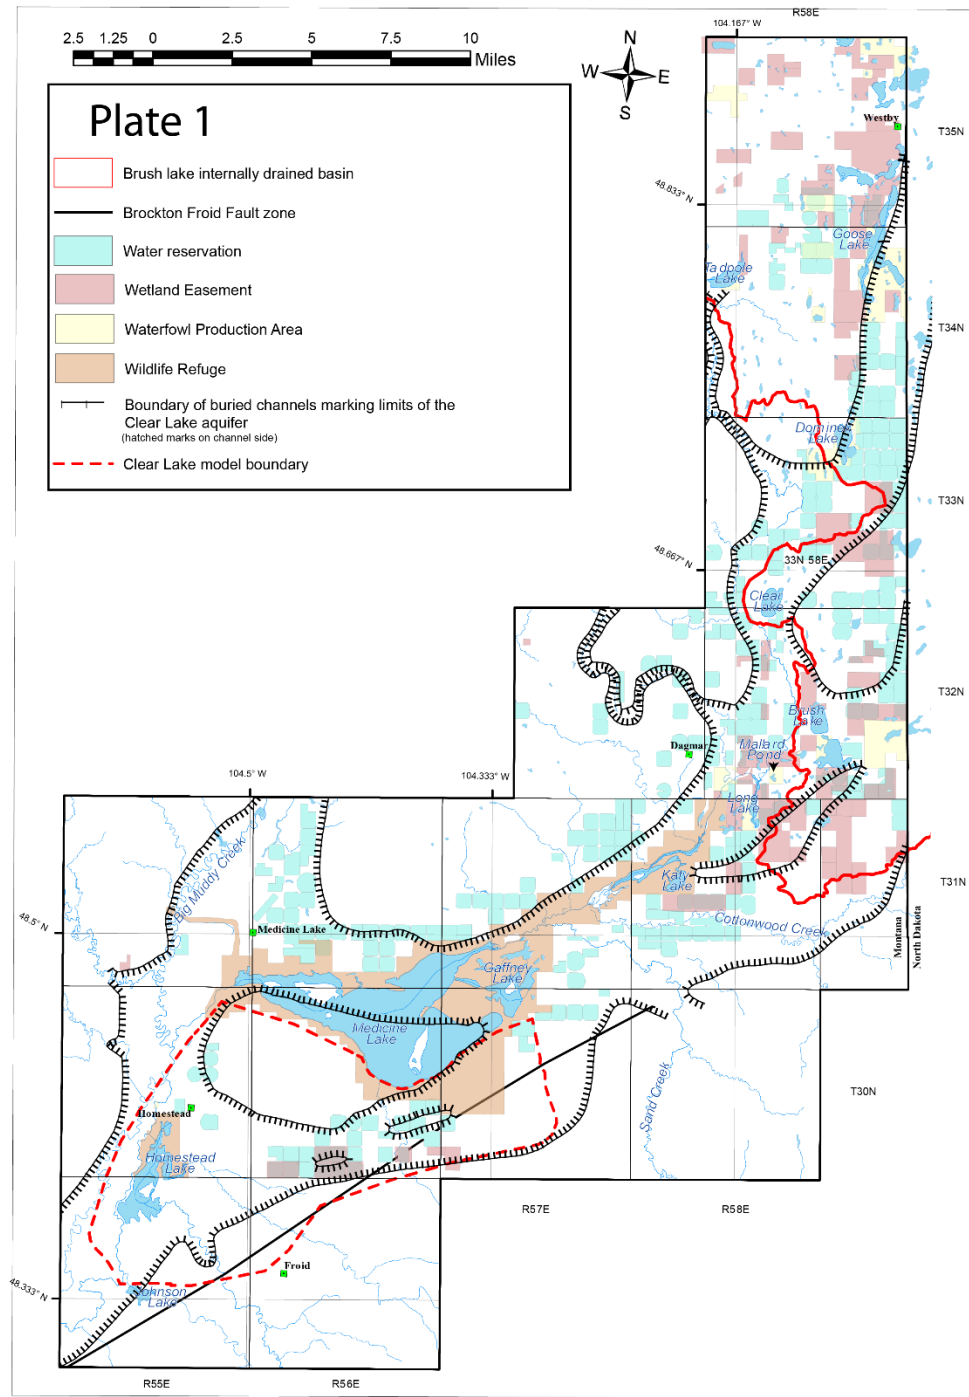 104.167° W
R58E
2.5 1.25 0 2.5 5 7.5 10
Miles
N
W E
S
Plate 1
Brush lake internally drained basin
Brockton Froid Fault zone
Water reservation
Wetland Easement
Waterfowl Production Area
Wildlife Refuge
Boundary of buried channels marking limits of the
Clear Lake aquifer
(hatched marks on channel side)
Clear Lake model boundary
Westby
T35N
48.833° N
Goose
Lake
Tadpole
Lake
T34N
Dominek
Lake
T33N
48.667° N
33N 58E
Clear
Lake
T32N
Brush
Lake
Dagmar
Mallard
Pond
104.5° W
104.333° W
Long
Lake
Big Muddy Creek
Katy
Lake
T31N
Cottonwood Creek
48.5° N
Medicine Lake
Montana
North Dakota
Gaffney
Lake
Medicine
Lake
T30N
Sand Creek
Homestead
Homestead
Lake
R57E
R58E
Froid
48.333° N
Johnson
Lake
R55E
R56E